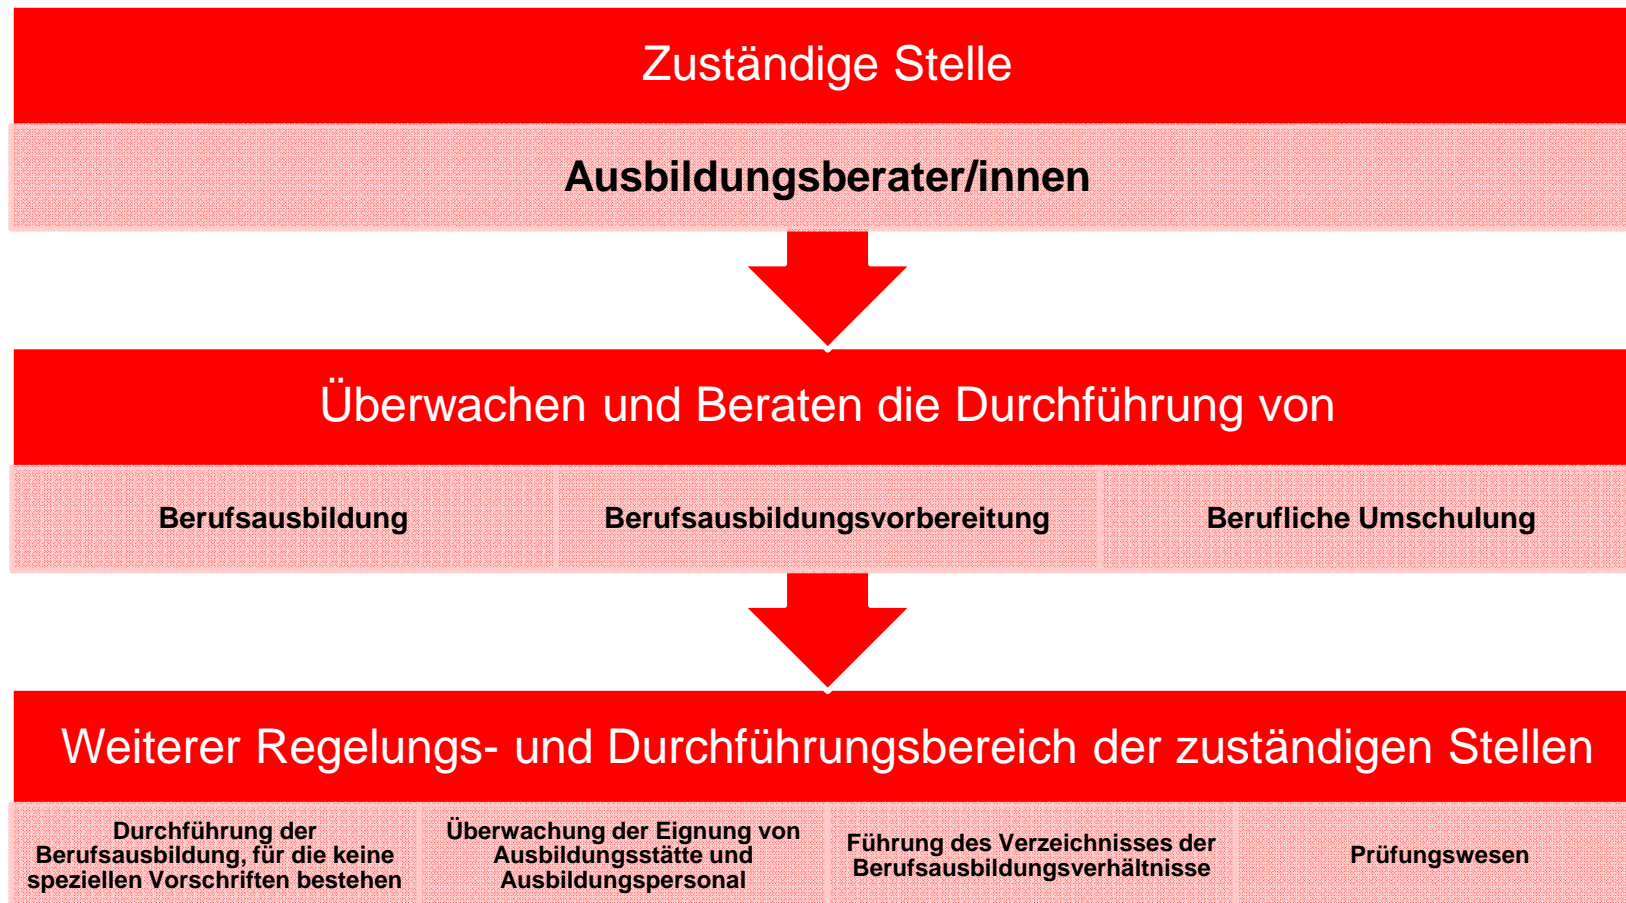 Zuständige Stelle
Ausbildungsberater/innen
Überwachen und Beraten die Durchführung von
Berufsausbildung
Berufsausbildungsvorbereitung
Berufliche Umschulung
Weiterer Regelungs- und Durchführungsbereich der zuständigen Stellen
Durchführung der
Berufsausbildung, für die keine
speziellen Vorschriften bestehen
Überwachung der Eignung von
Ausbildungsstätte und
Ausbildungspersonal
Führung des Verzeichnisses der
Berufsausbildungsverhältnisse
Prüfungswesen